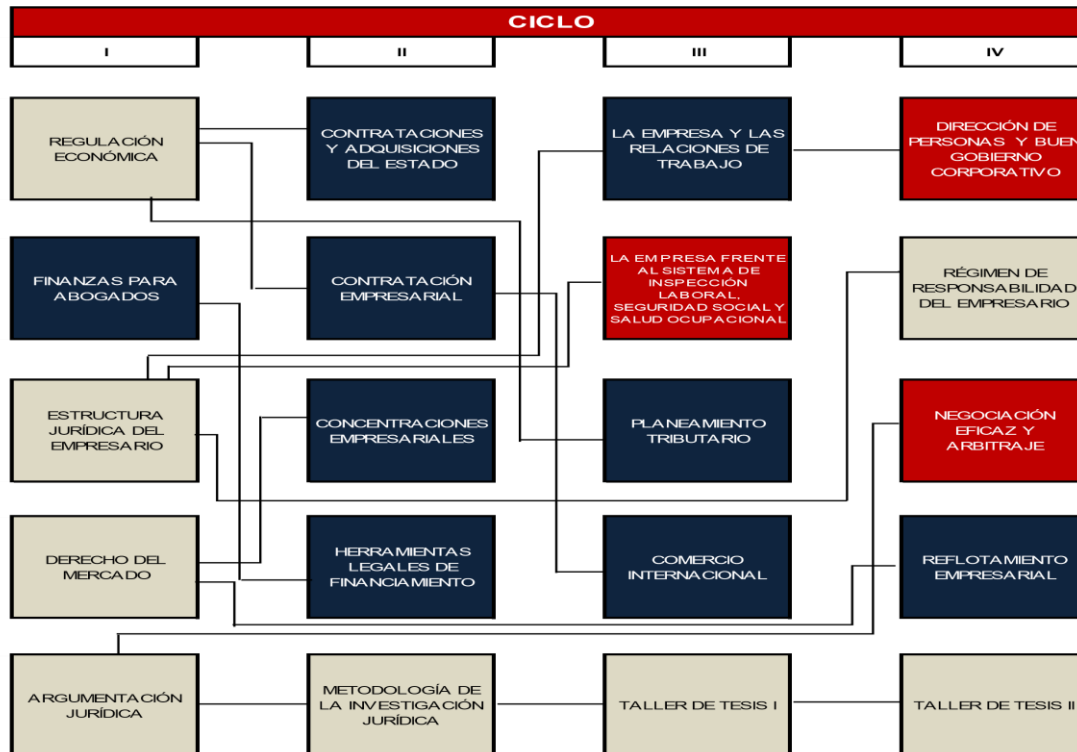 CICLO
I
II
III
IV
REGULACIÓN
ECONÓMICA
CONTRATACIONES
Y ADQUISICIONES
DEL ESTADO
LA EMPRESA Y LAS
RELACIONES DE
TRABAJO
DIRECCIÓN DE
PERSONAS Y BUEN
GOBIERNO
CORPORATIVO
FINANZAS PARA
ABOGADOS
CONTRATACIÓN
EMPRESARIAL
LA EMPRESA FRENTE
AL SISTEMA DE
INSPECCIÓN
LABORAL,
SEGURIDAD SOCIAL Y
SALUD OCUPACIONAL
RÉGIMEN DE
RESPONSABILIDAD
DEL EMPRESARIO
ESTRUCTURA
JURÍDICA DEL
EMPRESARIO
CONCENTRACIONES
EMPRESARIALES
PLANEAMIENTO
TRIBUTARIO
NEGOCIACIÓN
EFICAZ Y
ARBITRAJE
DERECHO DEL
MERCADO
HERRAMIENTAS
LEGALES DE
FINANCIAMIENTO
COMERCIO
INTERNACIONAL
REFLOTAMIENTO
EMPRESARIAL
ARGUMENTACIÓN
JURÍDICA
METODOLOGÍA DE
LA INVESTIGACIÓN
JURÍDICA
TALLER DE TESIS I
TALLER DE TESIS II